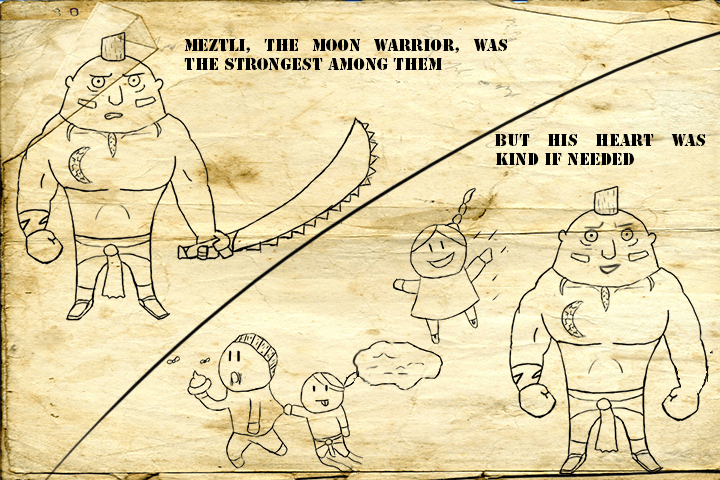 MEZTLI, THE MOON WARRIOR, WAS
THE STRONGEST AMONG THEM
BUT HIS HEART WAS
KIND IF NEEDED